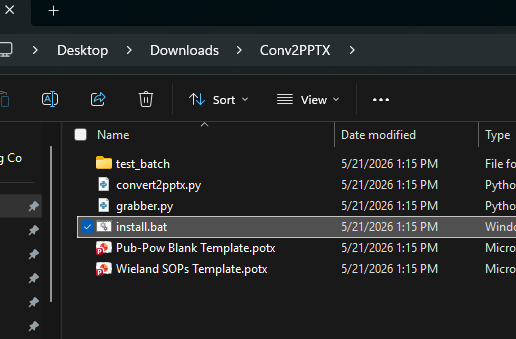 Desktop > Downloads > Conv2PPTX >
Sort View
Name Date modified Type
g Co
test_batch 5/21/2026 1:15 PM File fo
convert2pptx.py 5/21/2026 1:15 PM Pytho
grabber.py 5/21/2026 1:15 PM Pytho
install.bat 5/21/2026 1:15 PM Windo
Pub-Pow Blank Template.potx 5/21/2026 1:15 PM Micro
Wieland SOPs Template.potx 5/21/2026 1:15 PM Micro